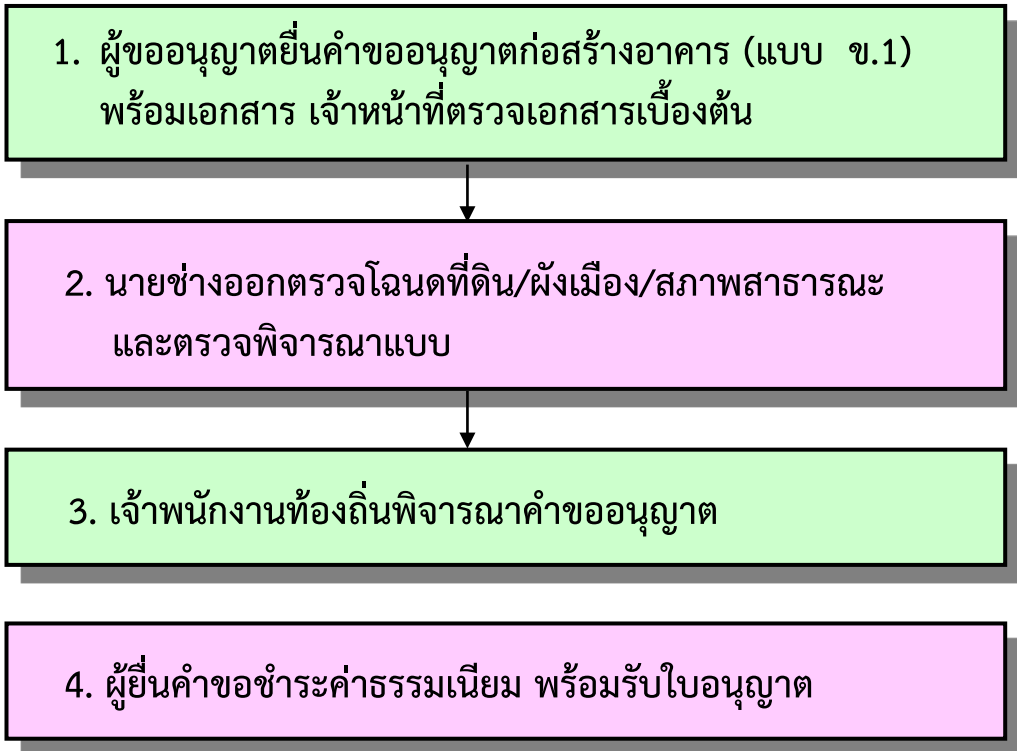 1. ผู้ขออนุญาตยื่นคำขออนุญาตก่อสร้างอาคาร (แบบ ข.1)
พร้อมเอกสาร เจ้าหน้าที่ตรวจเอกสารเบื้องต้น
2. นายช่างออกตรวจโฉนดที่ดิน/ผังเมือง/สภาพสาธารณะ
และตรวจพิจารณาแบบ
3. เจ้าพนักงานท้องถิ่นพิจารณาคำขออนุญาต
4. ผู้ยื่นคำขอชำระค่าธรรมเนียม พร้อมรับใบอนุญาต